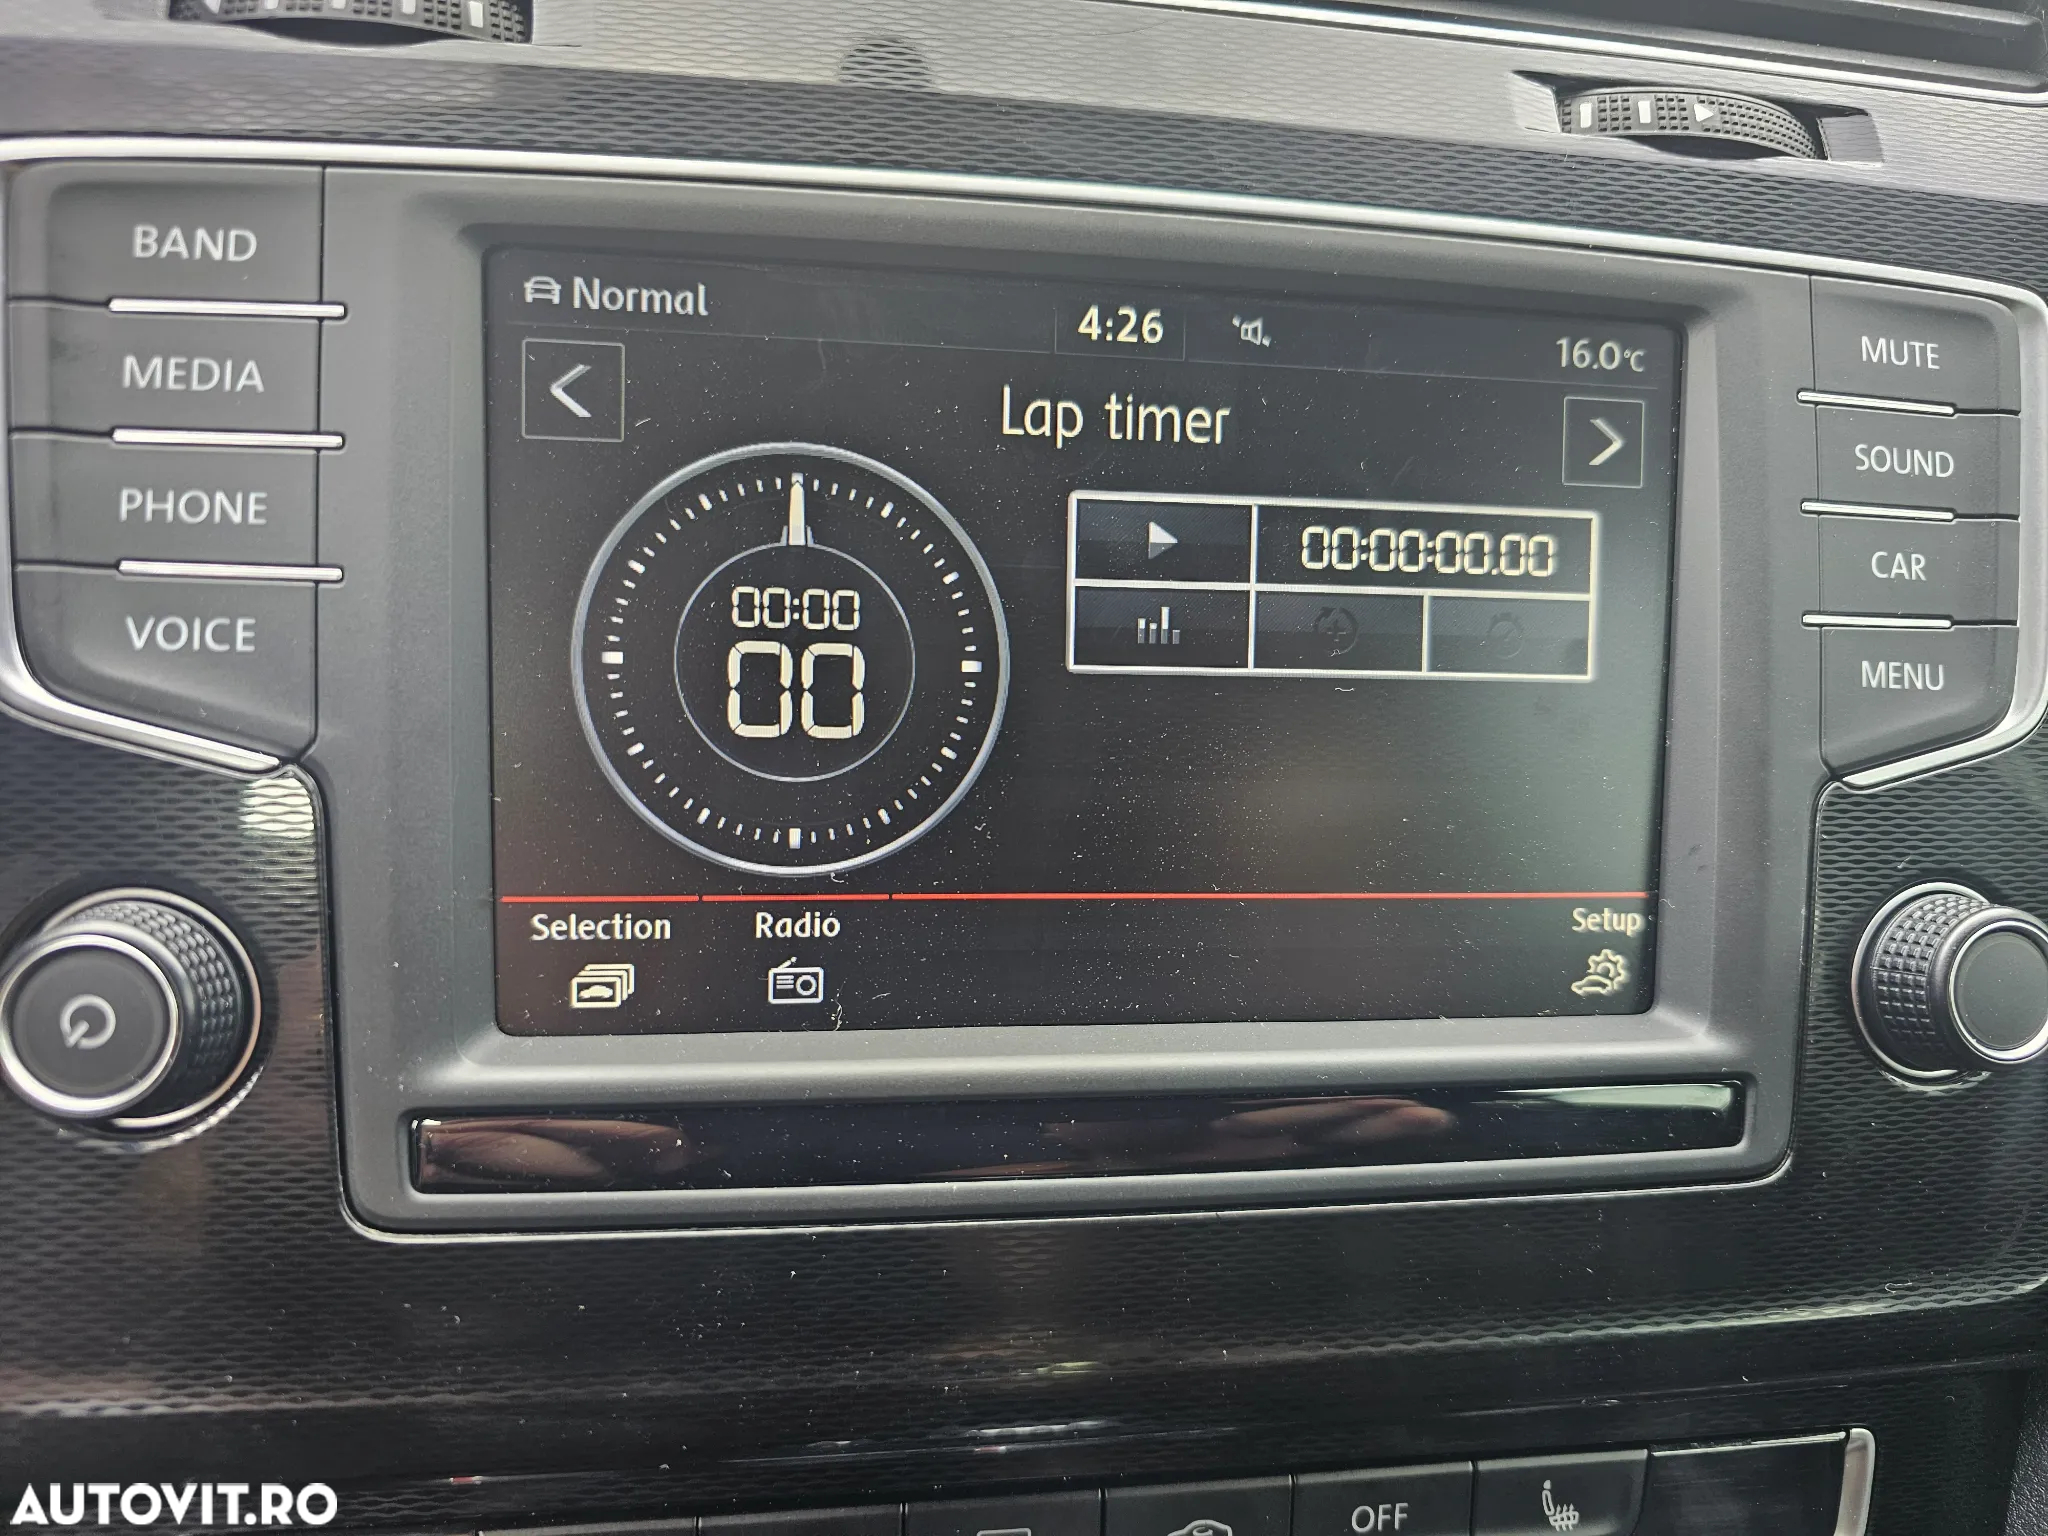 BAND
MEDIA
PHONE
VOICE
Normal
4:26
16.0°C
Lap timer
00:00
00
00:00:00.00
Selection
Radio
Setup
MUTE
SOUND
CAR
MENU
OFF
AUTOVIT.RO